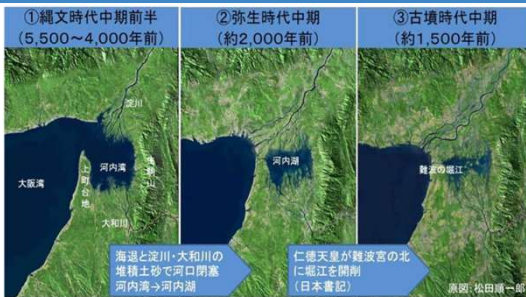 ①縄文時代中期前半
(5,500～4,000年前)
②弥生時代中期
(約2,000年前)
③古墳時代中期
(約1,500年前)
淀川
河内湾
大阪湾
上町台地
生駒山
大和川
河内湖
難波の堀江
海退と淀川・大和川の
堆積土砂で河口閉塞
河内湾→河内湖
仁徳天皇が難波宮の北
に堀江を開削
(日本書記)
原図:松田順一郎